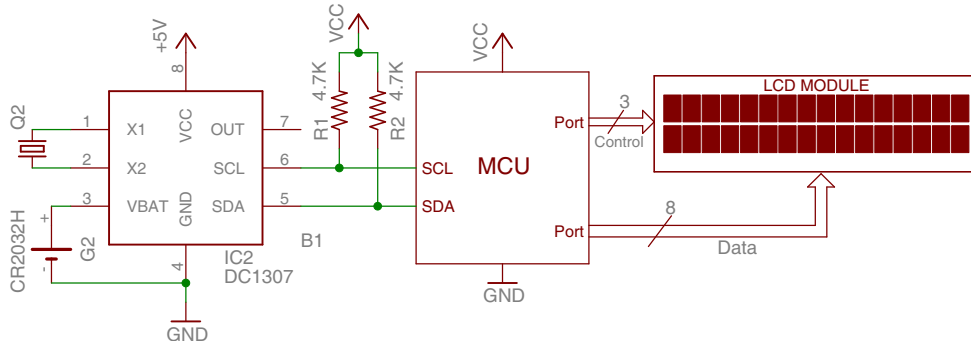 +5V
8
VCC
R1
4.7K
R2
4.7K
VCC
LCD MODULE
Q2
1
X1
VCC
OUT
7
2
X2
SCL
6
3
VBAT
GND
SDA
5
4
CR2032H
+
-
G2
B1
IC2
DC1307
GND
SCL
SDA
MCU
Port
Port
GND
3
Control
8
Data